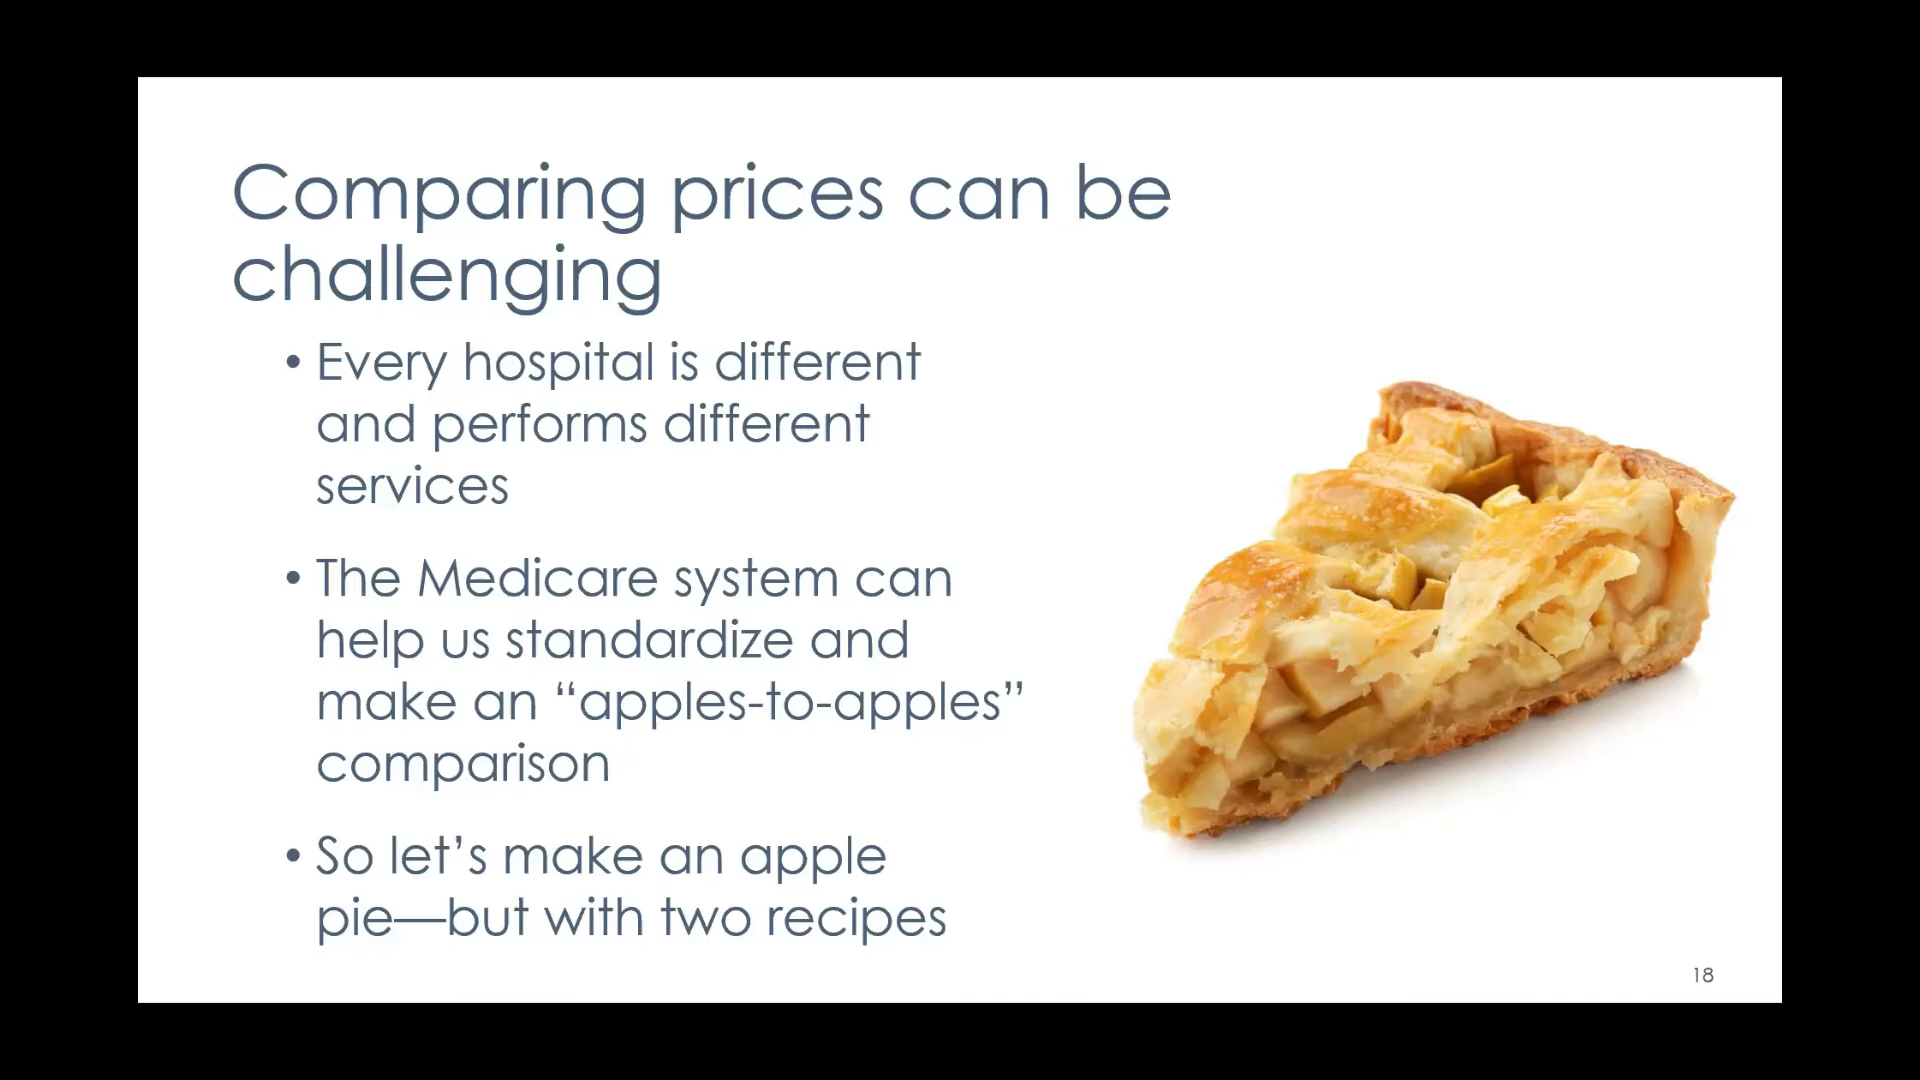 Comparing prices can be
challenging
• Every hospital is different
and performs different
services
• The Medicare system can
help us standardize and
make an “apples-to-apples”
comparison
• So let’s make an apple
pie—but with two recipes
18